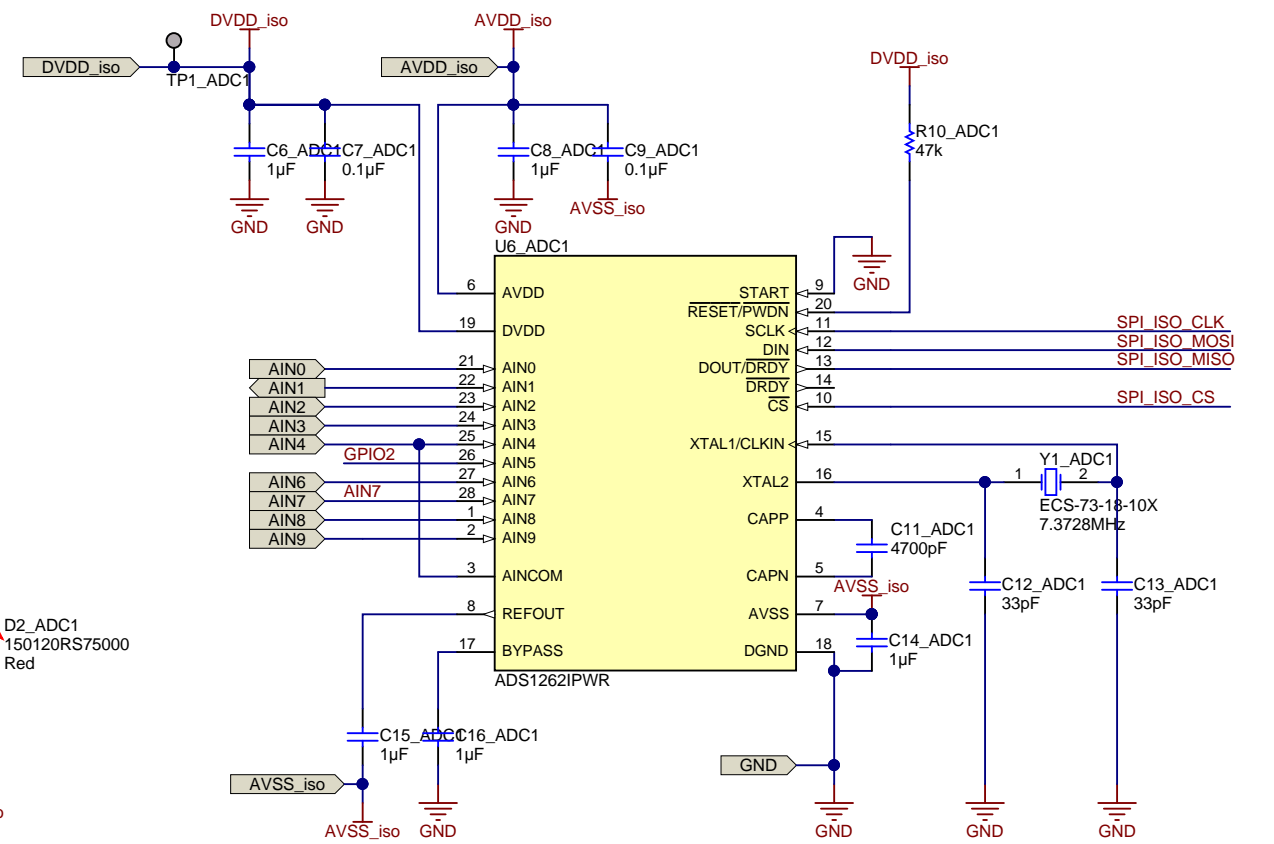 DVDD_iso
AVDD_iso
DVDD_iso
DVDD_iso
TP1_ADC1
AVDD_iso
R10_ADC1
47k
C6_ADC1
1µF
C7_ADC1
0.1µF
C8_ADC1
1µF
C9_ADC1
0.1µF
AVSS_iso
GND
GND
GND
U6_ADC1
GND
6
AVDD
START
9
RESET/PWDN
20
19
DVDD
SCLK
11
SPI_ISO_CLK
DIN
12
SPI_ISO_MOSI
AIN0
21
AIN0
DOUT/DRDY
13
SPI_ISO_MISO
AIN1
22
AIN1
DRDY
14
AIN2
23
AIN2
CS
10
SPI_ISO_CS
AIN3
24
AIN3
AIN4
25
AIN4
XTAL1/CLKIN
15
GPIO2
26
AIN5
Y1_ADC1
AIN6
27
AIN6
XTAL2
16
1
2
AIN7
AIN7
28
AIN7
ECS-73-18-10X
7.3728MHz
AIN8
1
AIN8
CAPP
4
AIN9
2
AIN9
C11_ADC1
4700pF
3
AINCOM
CAPN
5
AVSS_iso
C12_ADC1
33pF
C13_ADC1
33pF
8
REFOUT
AVSS
7
D2_ADC1
150120RS75000
Red
C14_ADC1
1µF
17
BYPASS
DGND
18
ADS1262IPWR
C15_ADC1
1µF
C16_ADC1
1µF
GND
AVSS_iso
AVSS_iso
GND
GND
GND
GND